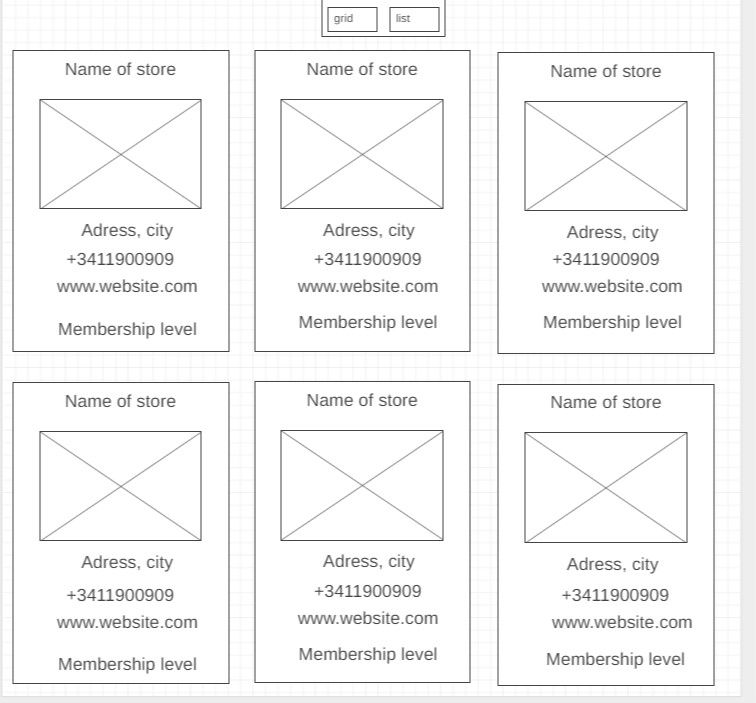 grid
list
Name of store
Name of store
Name of store
Adress, city
Adress, city
Adress, city
+3411900909
+3411900909
+3411900909
www.website.com
www.website.com
www.website.com
Membership level
Membership level
Membership level
Name of store
Name of store
Name of store
Adress, city
Adress, city
Adress, city
+3411900909
+3411900909
+3411900909
www.website.com
www.website.com
www.website.com
Membership level
Membership level
Membership level